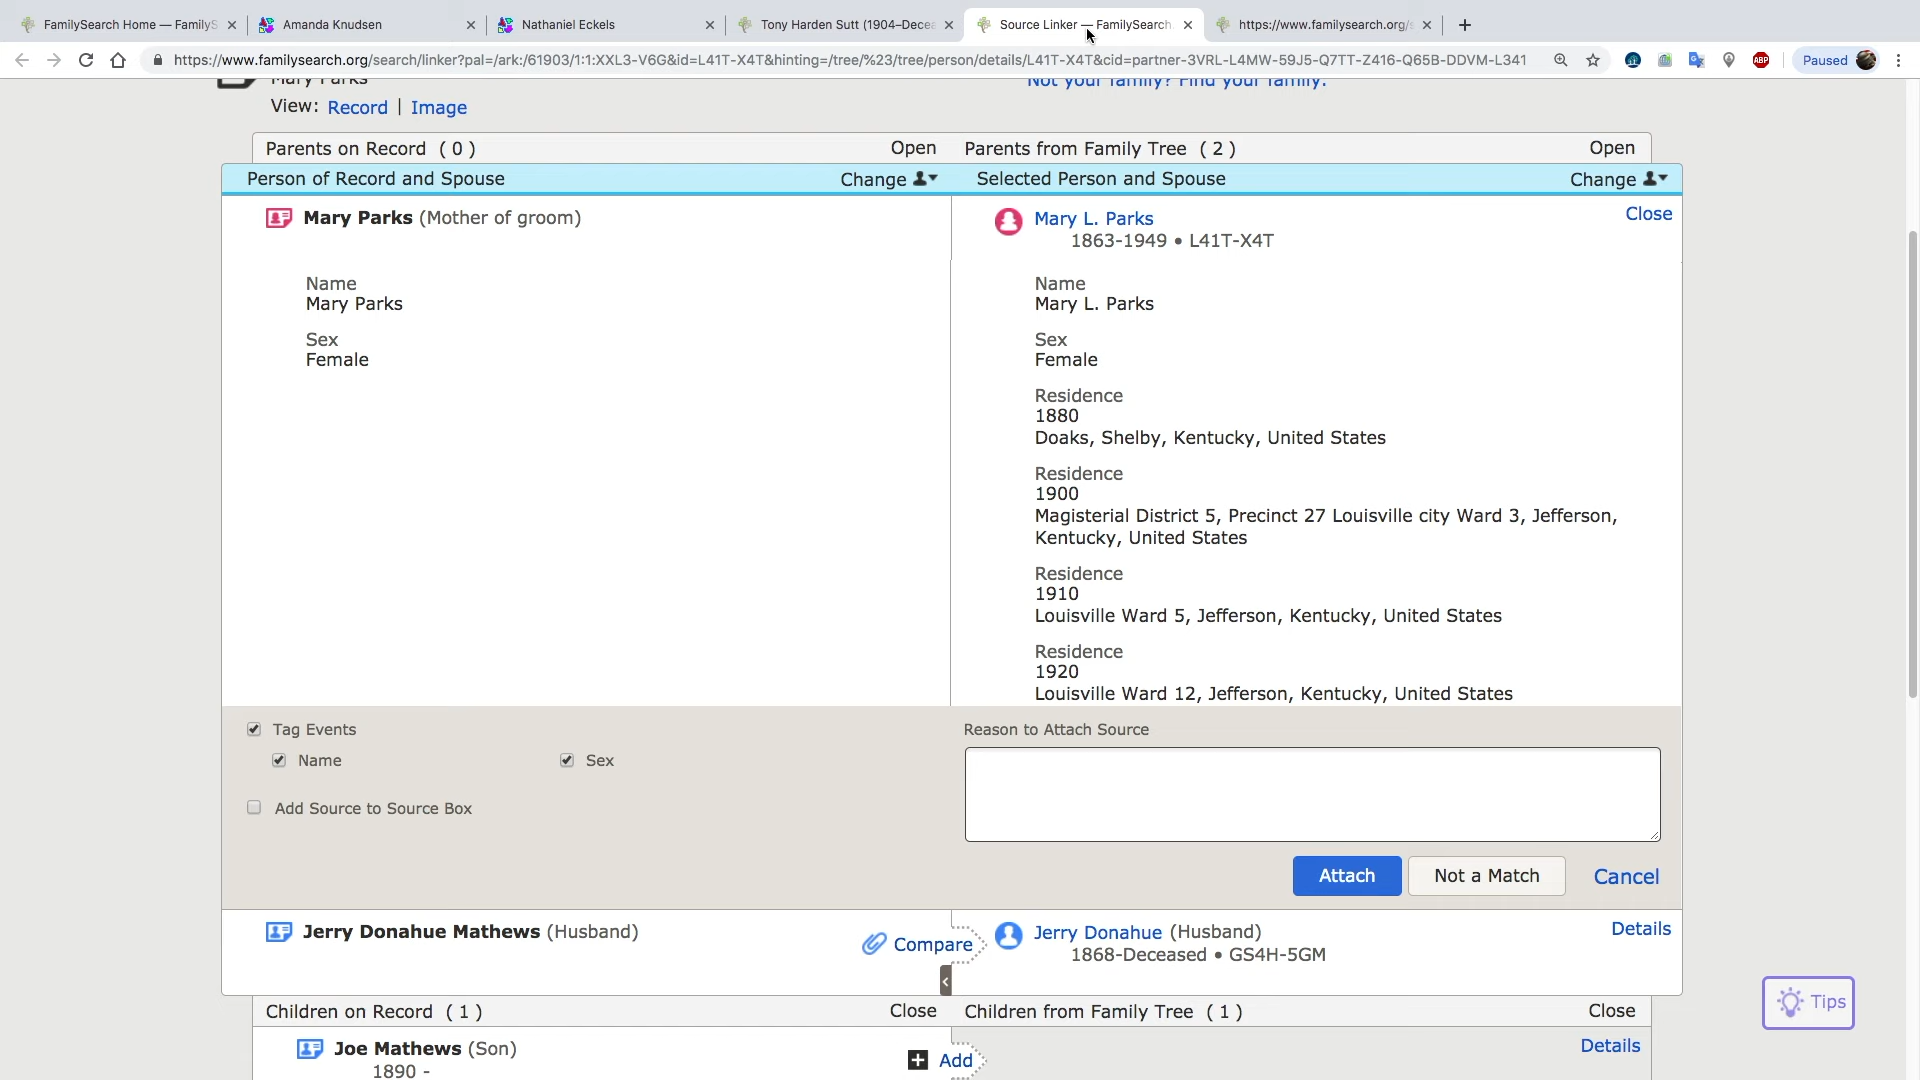 FamilySearch Home — FamilyS
Amanda Knudsen
Nathaniel Eckels
Tony Harden Sutt (1904–Decea
Source Linker — FamilySearch
https://www.familysearch.org/s
https://www.familysearch.org/search/linker?pal=/ark:/61903/1:1:XXL3-V6G&id=L41T-X4T&hinting=/tree/%23/tree/person/details/L41T-X4T&cid=partner-3VRL-L4MW-59J5-Q7TT-Z416-Q65B-DDVM-L341
ABP
Paused
Mary Parks
Not your family? Find your family.
View: Record | Image
Parents on Record ( 0 ) Open
Parents from Family Tree ( 2 ) Open
Person of Record and Spouse Change
Selected Person and Spouse Change
Mary Parks (Mother of groom)
Mary L. Parks
Close
1863-1949 • L41T-X4T
Name
Mary Parks
Sex
Female
Name
Mary L. Parks
Sex
Female
Residence
1880
Doaks, Shelby, Kentucky, United States
Residence
1900
Magisterial District 5, Precinct 27 Louisville city Ward 3, Jefferson,
Kentucky, United States
Residence
1910
Louisville Ward 5, Jefferson, Kentucky, United States
Residence
1920
Louisville Ward 12, Jefferson, Kentucky, United States
Tag Events
Name
Sex
Add Source to Source Box
Reason to Attach Source
Attach
Not a Match
Cancel
Jerry Donahue Mathews (Husband)
Compare
Jerry Donahue (Husband)
1868-Deceased • GS4H-5GM
Details
Tips
Children on Record ( 1 ) Close
Children from Family Tree ( 1 ) Close
Joe Mathews (Son)
1890 -
Add
Details